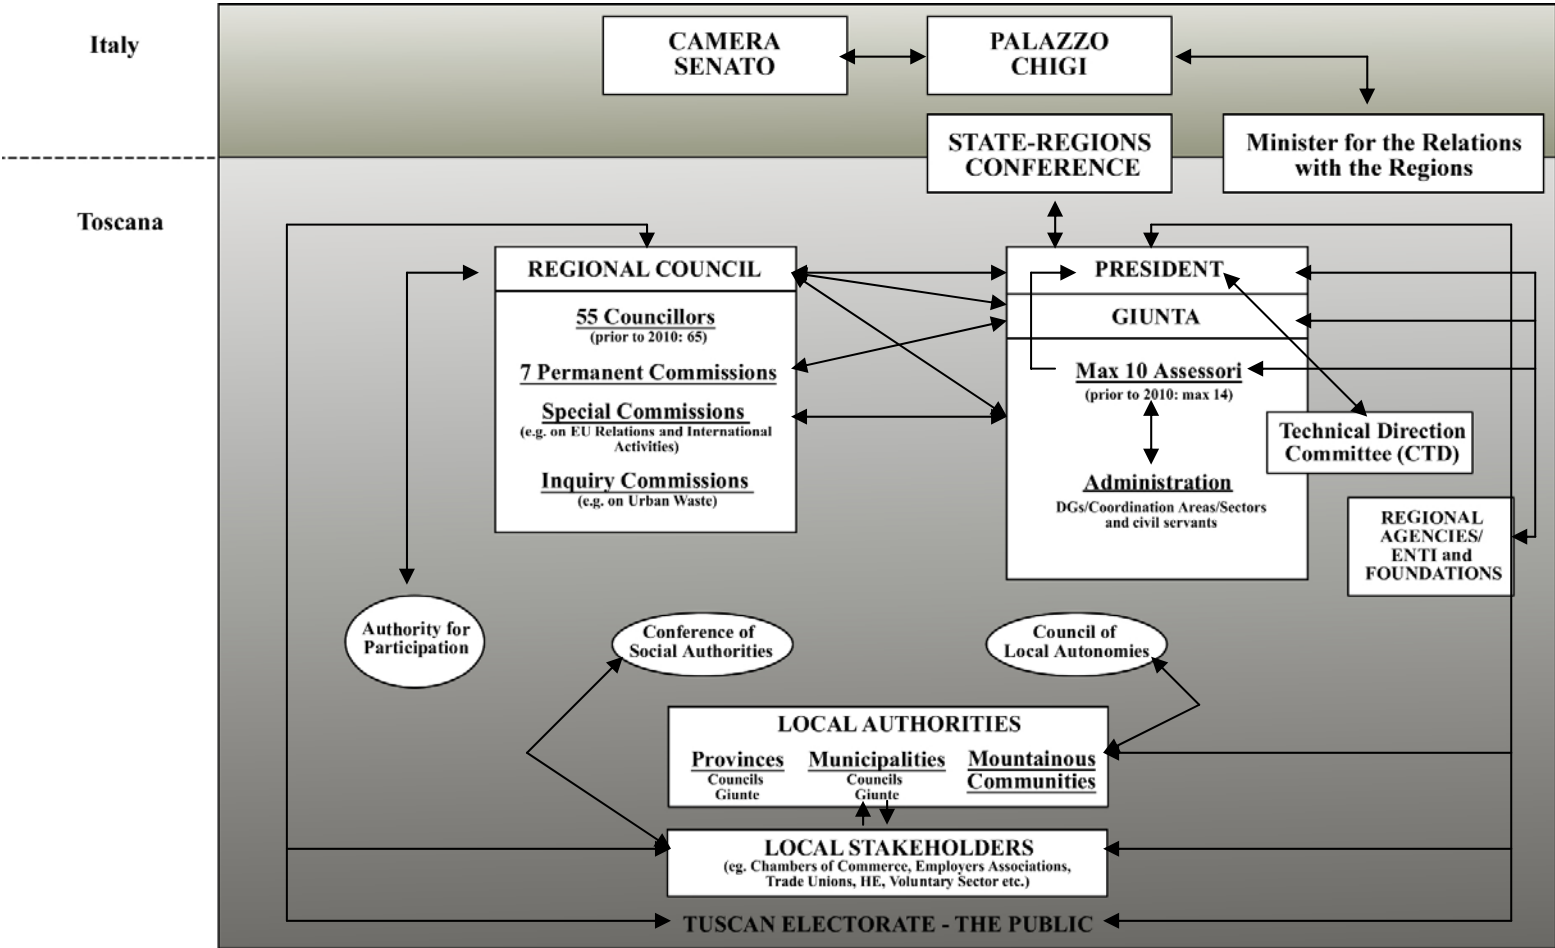 Italy
CAMERA
SENATO
PALAZZO
CHIGI
STATE-REGIONS
CONFERENCE
Minister for the Relations
with the Regions
Toscana
REGIONAL COUNCIL
55 Councillors
(prior to 2010: 65)
7 Permanent Commissions
Special Commissions
(e.g. on EU Relations and International
Activities)
Inquiry Commissions
(e.g. on Urban Waste)
PRESIDENT
GIUNTA
Max 10 Assessori
(prior to 2010: max 14)
Administration
DGs/Coordination Areas/Sectors
and civil servants
Technical Direction
Committee (CTD)
REGIONAL
AGENCIES/
ENTI and
FOUNDATIONS
Authority for
Participation
Conference of
Social Authorities
Council of
Local Autonomies
LOCAL AUTHORITIES
Provinces
Councils
Giunte
Municipalities
Councils
Giunte
Mountainous
Communities
LOCAL STAKEHOLDERS
(eg. Chambers of Commerce, Employers Associations,
Trade Unions, HE, Voluntary Sector etc.)
TUSCAN ELECTORATE - THE PUBLIC